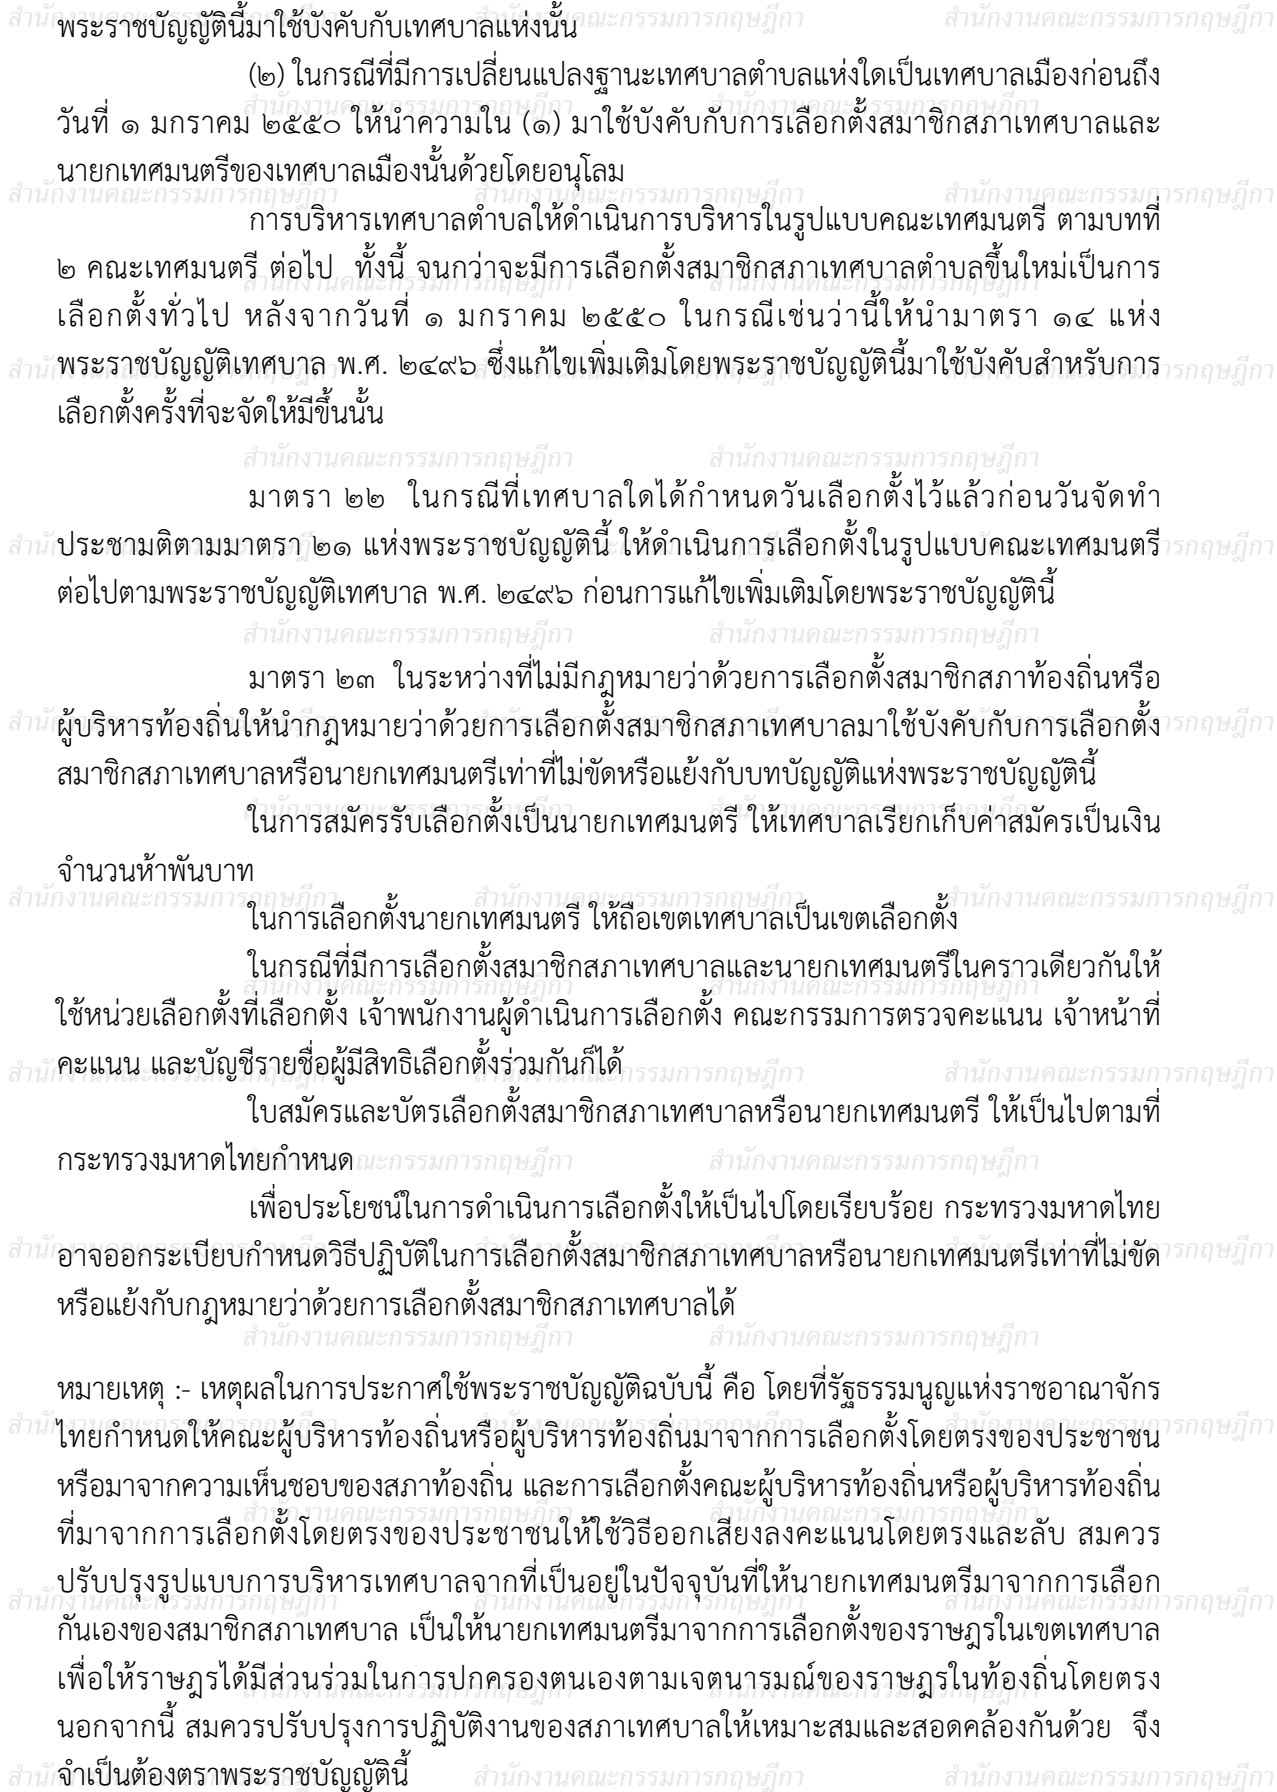 พระราชบัญญัตินี้มาใช้บังคับกับเทศบาลแห่งนั้น
(๒) ในกรณีที่มีการเปลี่ยนแปลงฐานะเทศบาลตำบลแห่งใดเป็นเทศบาลเมืองก่อนถึง
วันที่ ๑ มกราคม ๒๕๕๐ ให้นำความใน (๑) มาใช้บังคับกับการเลือกตั้งสมาชิกสภาเทศบาลและ
นายกเทศมนตรีของเทศบาลเมืองนั้นด้วยโดยอนุโลม
การบริหารเทศบาลตำบลให้ดำเนินการบริหารในรูปแบบคณะเทศมนตรี ตามบทที่
๒ คณะเทศมนตรี ต่อไป ทั้งนี้ จนกว่าจะมีการเลือกตั้งสมาชิกสภาเทศบาลตำบลขึ้นใหม่เป็นการ
เลือกตั้งทั่วไป หลังจากวันที่ ๑ มกราคม ๒๕๕๐ ในกรณีเช่นว่านี้ให้นำมาตรา ๑๔ แห่ง
พระราชบัญญัติเทศบาล พ.ศ. ๒๔๙๖ ซึ่งแก้ไขเพิ่มเติมโดยพระราชบัญญัตินี้มาใช้บังคับสำหรับการ
เลือกตั้งครั้งที่จะจัดให้มีขึ้นนั้น
มาตรา ๒๒ ในกรณีที่เทศบาลใดได้กำหนดวันเลือกตั้งไว้แล้วก่อนวันจัดทำ
ประชามติตามมาตรา ๒๑ แห่งพระราชบัญญัตินี้ ให้ดำเนินการเลือกตั้งในรูปแบบคณะเทศมนตรี
ต่อไปตามพระราชบัญญัติเทศบาล พ.ศ. ๒๔๙๖ ก่อนการแก้ไขเพิ่มเติมโดยพระราชบัญญัตินี้
มาตรา ๒๓ ในระหว่างที่ไม่มีกฎหมายว่าด้วยการเลือกตั้งสมาชิกสภาท้องถิ่นหรือ
ผู้บริหารท้องถิ่นให้นำกฎหมายว่าด้วยการเลือกตั้งสมาชิกสภาเทศบาลมาใช้บังคับกับการเลือกตั้ง
สมาชิกสภาเทศบาลหรือนายกเทศมนตรีเท่าที่ไม่ขัดหรือแย้งกับบทบัญญัติแห่งพระราชบัญญัตินี้
ในการสมัครรับเลือกตั้งเป็นนายกเทศมนตรี ให้เทศบาลเรียกเก็บค่าสมัครเป็นเงิน
จำนวนห้าพันบาท
ในการเลือกตั้งนายกเทศมนตรี ให้ถือเขตเทศบาลเป็นเขตเลือกตั้ง
ในกรณีที่มีการเลือกตั้งสมาชิกสภาเทศบาลและนายกเทศมนตรีในคราวเดียวกันให้
ใช้หน่วยเลือกตั้งที่เลือกตั้ง เจ้าพนักงานผู้ดำเนินการเลือกตั้ง คณะกรรมการตรวจคะแนน เจ้าหน้าที่
คะแนน และบัญชีรายชื่อผู้มีสิทธิเลือกตั้งร่วมกันก็ได้
ใบสมัครและบัตรเลือกตั้งสมาชิกสภาเทศบาลหรือนายกเทศมนตรี ให้เป็นไปตามที่
กระทรวงมหาดไทยกำหนด
เพื่อประโยชน์ในการดำเนินการเลือกตั้งให้เป็นไปโดยเรียบร้อย กระทรวงมหาดไทย
อาจออกระเบียบกำหนดวิธีปฏิบัติในการเลือกตั้งสมาชิกสภาเทศบาลหรือนายกเทศมนตรีเท่าที่ไม่ขัด
หรือแย้งกับกฎหมายว่าด้วยการเลือกตั้งสมาชิกสภาเทศบาลได้
หมายเหตุ :- เหตุผลในการประกาศใช้พระราชบัญญัติฉบับนี้ คือ โดยที่รัฐธรรมนูญแห่งราชอาณาจักร
ไทยกำหนดให้คณะผู้บริหารท้องถิ่นหรือผู้บริหารท้องถิ่นมาจากการเลือกตั้งโดยตรงของประชาชน
หรือมาจากความเห็นชอบของสภาท้องถิ่น และการเลือกตั้งคณะผู้บริหารท้องถิ่นหรือผู้บริหารท้องถิ่น
ที่มาจากการเลือกตั้งโดยตรงของประชาชนให้ใช้วิธีออกเสียงลงคะแนนโดยตรงและลับ สมควร
ปรับปรุงรูปแบบการบริหารเทศบาลจากที่เป็นอยู่ในปัจจุบันที่ให้นายกเทศมนตรีมาจากการเลือก
กันเองของสมาชิกสภาเทศบาล เป็นให้นายกเทศมนตรีมาจากการเลือกตั้งของราษฎรในเขตเทศบาล
เพื่อให้ราษฎรได้มีส่วนร่วมในการปกครองตนเองตามเจตนารมณ์ของราษฎรในท้องถิ่นโดยตรง
นอกจากนี้ สมควรปรับปรุงการปฏิบัติงานของสภาเทศบาลให้เหมาะสมและสอดคล้องกันด้วย จึง
จำเป็นต้องตราพระราชบัญญัตินี้